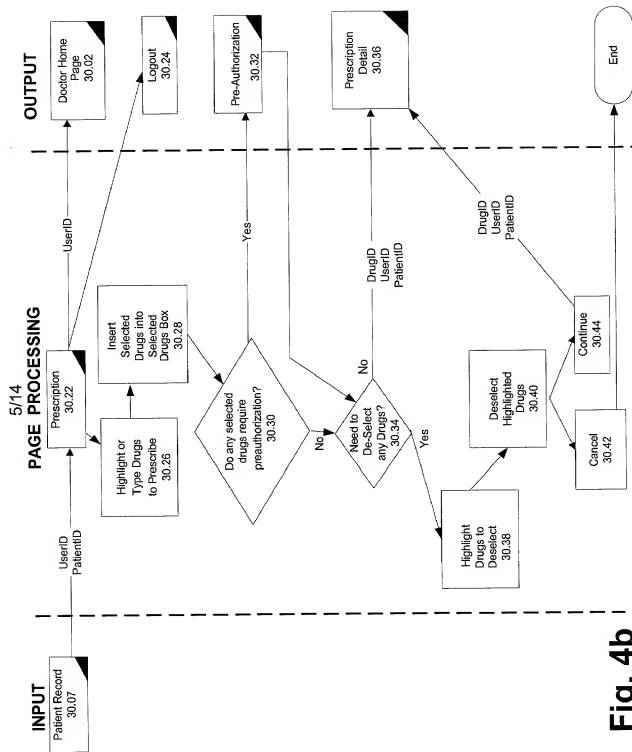 5/14
INPUT
PAGE PROCESSING
OUTPUT
Patient Record
30.07
UserID
PatientID
Prescription
30.22
UserID
Doctor Home
Page
30.02
Logout
30.24
Highlight or
Type Drugs
to Prescribe
30.26
Insert
Selected
Drugs into
Selected
Drugs Box
30.28
Do any selected
drugs require
preauthorization?
30.30
Yes
Pre-Authorization
30.32
No
Need to
De-Select
any Drugs?
30.34
No
DrugID
UserID
PatientID
Prescription
Detail
30.36
Yes
Highlight
Drugs to
Deselect
30.38
Deselect
Highlighted
Drugs
30.40
DrugID
UserID
PatientID
Cancel
30.42
Continue
30.44
End
Fig. 4b